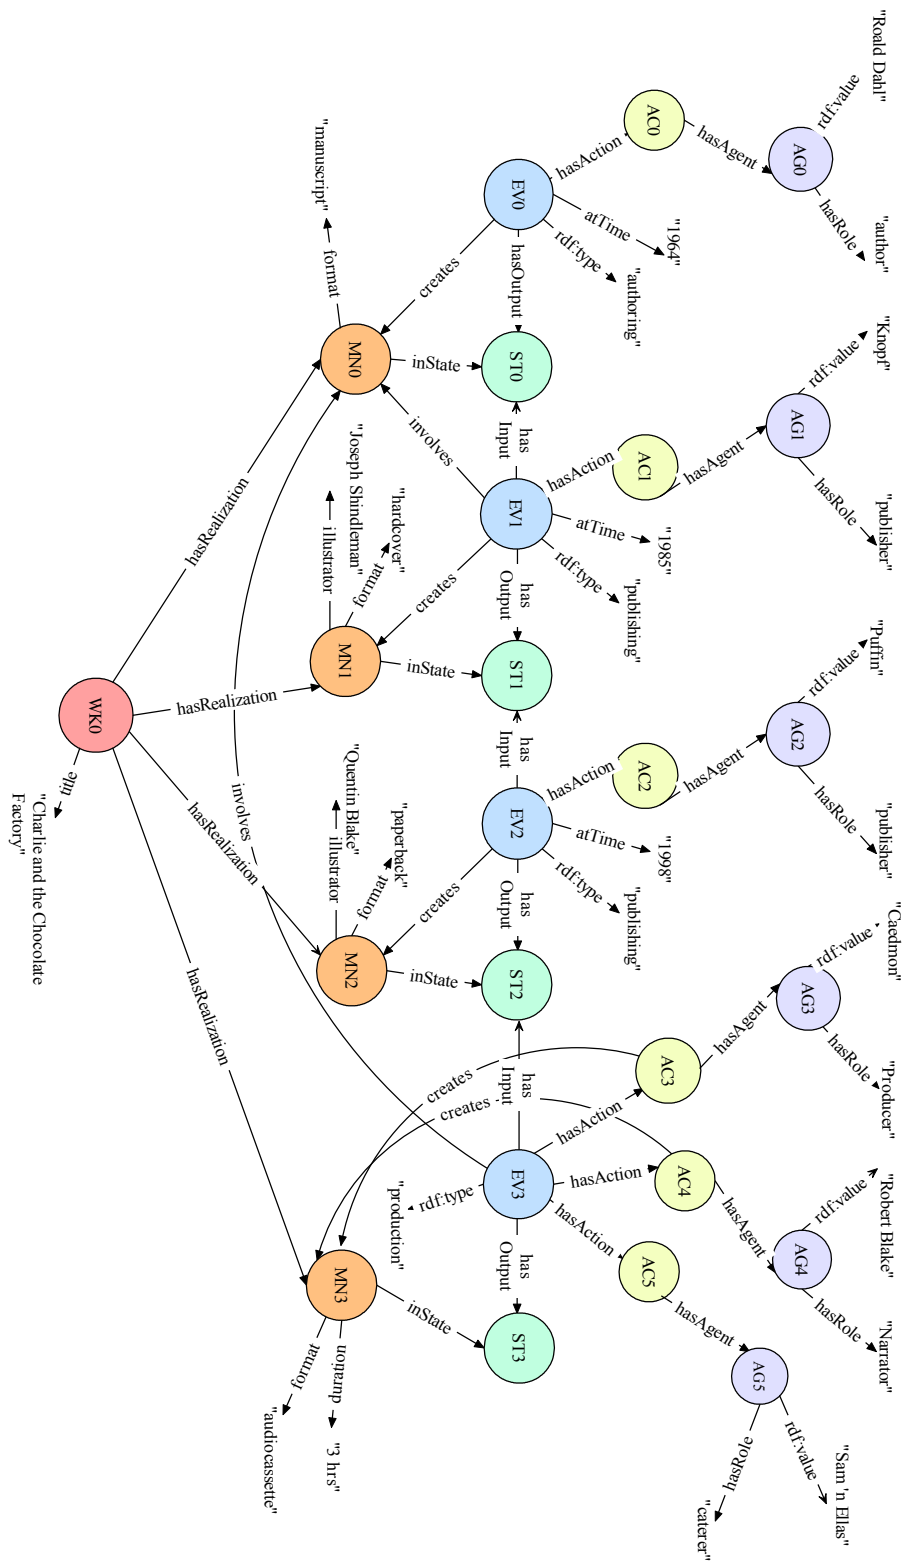 "Roald Dahl"
"author"
"Knopf"
"publisher"
"Puffin"
"publisher"
"Caedmon"
"Producer"
"Robert Blake"
"Narrator"
"Sam 'n Ellas"
rdf:value
hasRole
rdf:value
hasRole
rdf:value
hasRole
rdf:value
hasRole
rdf:value
hasRole
rdf:value
AG0
AG1
AG2
AG3
AG4
AG5
hasRole
"caterer"
hasAgent
hasAgent
hasAgent
hasAgent
hasAgent
hasAgent
AC0
AC1
AC2
AC3
AC4
AC5
hasAction
"1964"
atTime
rdf:type
"authoring"
hasAction
"1985"
atTime
rdf:type
"publishing"
hasAction
"1998"
atTime
rdf:type
"publishing"
hasAction
hasAction
hasAction
EV0
hasOutput
ST0
has
Input
EV1
has
Output
ST1
has
Input
EV2
has
Output
ST2
has
Input
EV3
has
Output
ST3
creates
inState
involves
creates
inState
creates
inState
creates
creates
rdf:type
"production"
inState
"manuscript"
format
MN0
"Joseph Shindleman"
illustrator
"hardcover"
format
MN1
"Quentin Blake"
illustrator
"paperback"
format
MN2
MN3
duration
"3 hrs"
format
"audiocassette"
hasRealization
hasRealization
involves
hasRealization
hasRealization
WK0
title
"Charlie and the Chocolate
Factory"